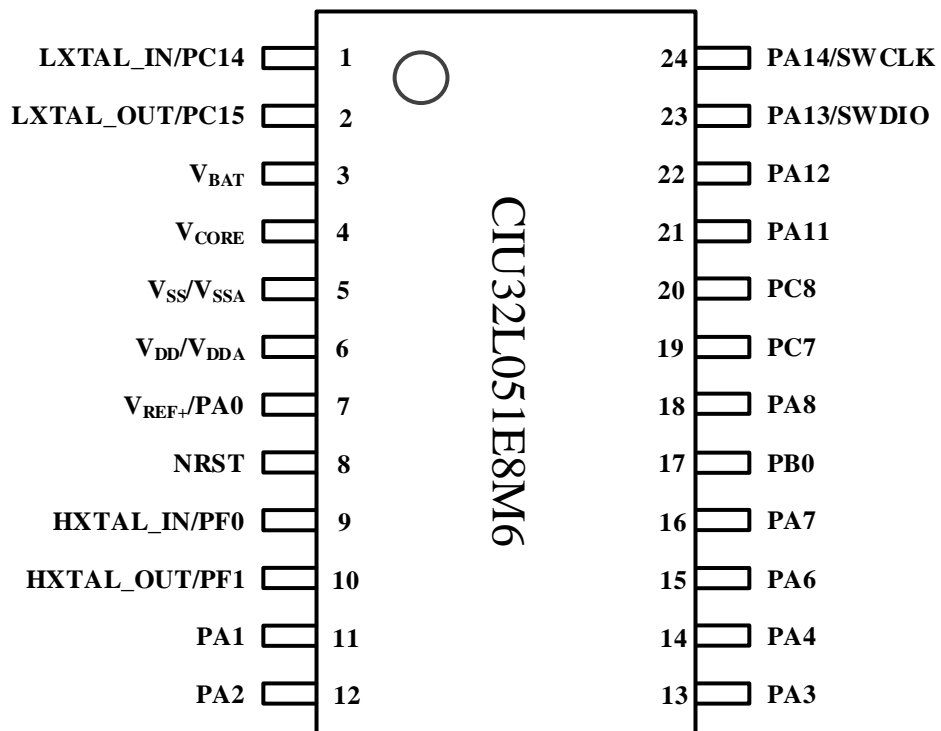 LXTAL_IN/PC14 1 24 PA14/SWCLK
LXTAL_OUT/PC15 2 23 PA13/SWDIO
VBAT 3 22 PA12
VCORE 4 21 PA11
VSS/VSSA 5 20 PC8
VDD/VDDA 6 19 PC7
VREF+/PA0 7 18 PA8
NRST 8 17 PB0
HXTAL_IN/PF0 9 16 PA7
HXTAL_OUT/PF1 10 15 PA6
PA1 11 14 PA4
PA2 12 13 PA3
CIU32L051E8M6